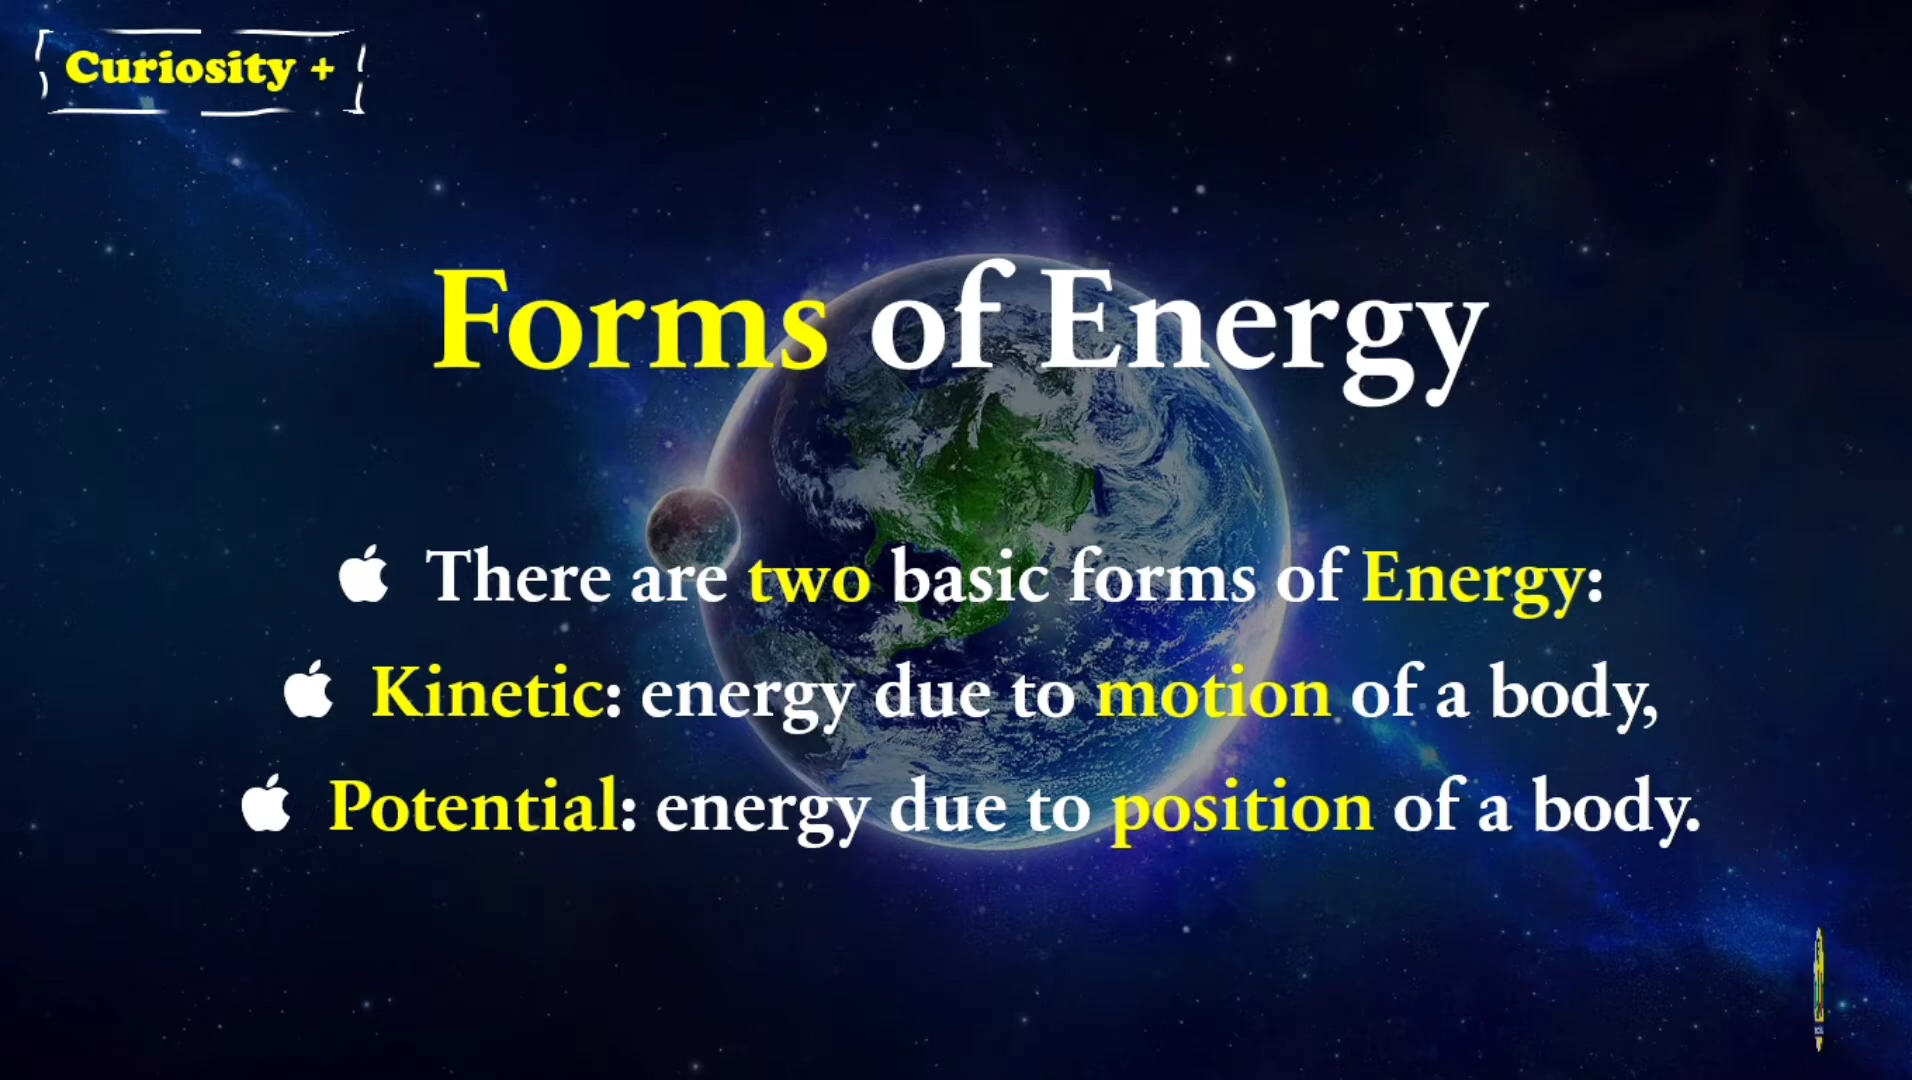 Curiosity +
Forms of Energy
There are two basic forms of Energy:
Kinetic: energy due to motion of a body,
Potential: energy due to position of a body.